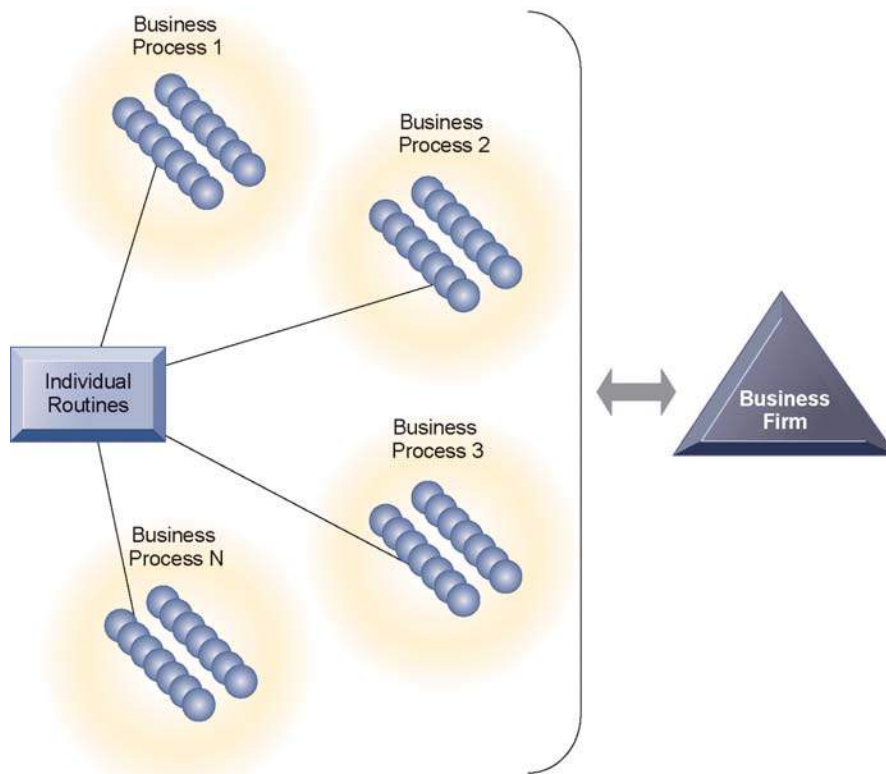 Business
Process 1
Business
Process 2
Individual
Routines
Business
Firm
Business
Process 3
Business
Process N